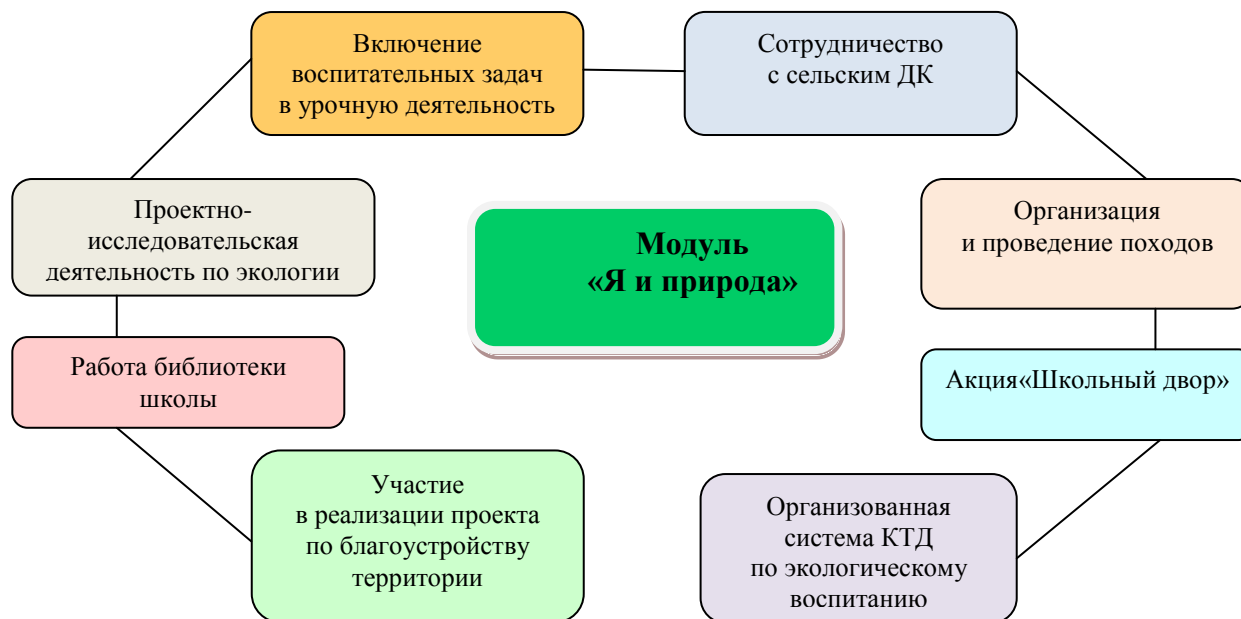 Включение
воспитательных задач
в урочную деятельность
Сотрудничество
с сельским ДК
Проектно-
исследовательская
деятельность по экологии
Модуль
«Я и природа»
Организация
и проведение походов
Работа библиотеки
школы
Акция«Школьный двор»
Участие
в реализации проекта
по благоустройству
территории
Организованная
система КТД
по экологическому
воспитанию